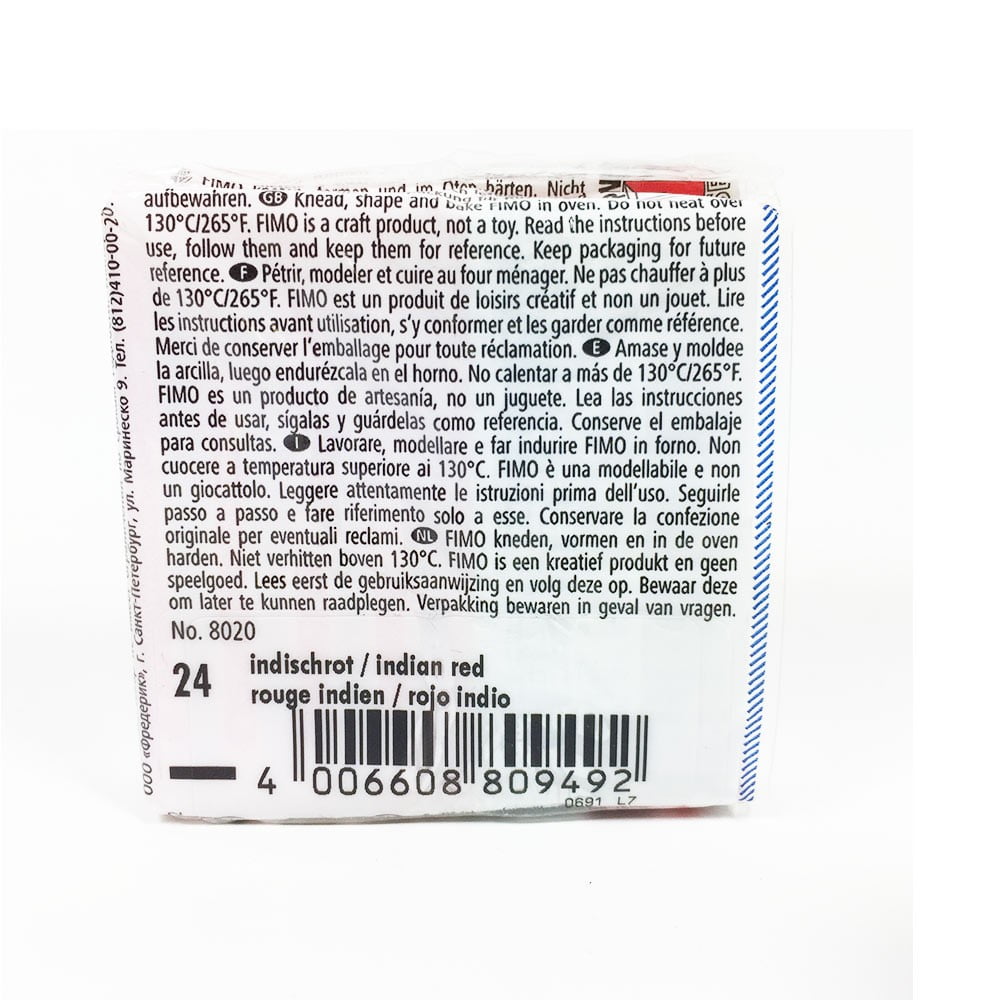 FIMO und im Ofen härten. Nicht
aufbewahren. GB Knead, shape and bake FIMO in oven. Do not heat over
130°C/265°F. FIMO is a craft product, not a toy. Read the instructions before
use, follow them and keep them for reference. Keep packaging for future
reference. F Pétrir, modeler et cuire au four ménager. Ne pas chauffer à plus
de 130°C/265°F. FIMO est un produit de loisirs créatif et non un jouet. Lire
les instructions avant utilisation, s'y conformer et les garder comme référence.
Merci de conserver l'emballage pour toute réclamation. E Amase y moldee
la arcilla, luego endurézcala en el horno. No calentar a más de 130°C/265°F.
FIMO es un producto de artesanía, no un juguete. Lea las instrucciones
antes de usar, sígalas y guárdelas como referencia. Conserve el embalaje
para consultas. I Lavorare, modellare e far indurire FIMO in forno. Non
cuocere a temperatura superiore ai 130°C. FIMO è una modellabile e non
un giocattolo. Leggere attentamente le istruzioni prima dell'uso. Seguirle
passo a passo e fare riferimento solo a esse. Conservare la confezione
originale per eventuali reclami. NL FIMO kneden, vormen en in de oven
harden. Niet verhitten boven 130°C. FIMO is een kreatief produkt en geen
speelgoed. Lees eerst de gebruiksaanwijzing en volg deze op. Bewaar deze
om later te kunnen raadplegen. Verpakking bewaren in geval van vragen.
No. 8020
24
indischrot / indian red
rouge indien / rojo indio
4 006608 809492
0691 L7
ООО «Фредерик», г. Санкт-Петербург, ул. Маринеско 9. Тел. (812)410-00-20.